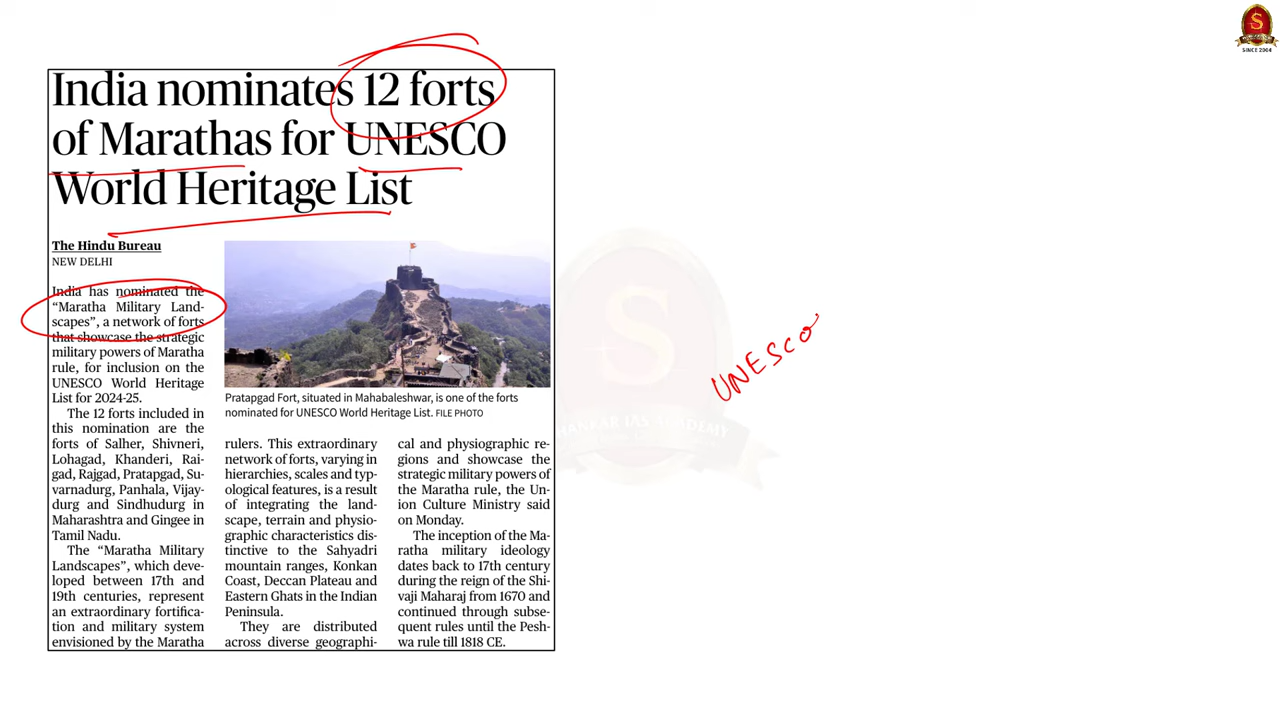 SINCE 2004
India nominates 12 forts
of Marathas for UNESCO
World Heritage List
The Hindu Bureau
NEW DELHI
India has nominated the
“Maratha Military Land-
scapes”, a network of forts
that showcase the strategic
military powers of Maratha
rule, for inclusion on the
UNESCO World Heritage
List for 2024-25.
The 12 forts included in
this nomination are the
forts of Salher, Shivneri,
Lohagad, Khanderi, Rai-
gad, Rajgad, Pratapgad, Su-
varnadurg, Panhala, Vijay-
durg and Sindhudurg in
Maharashtra and Gingee in
Tamil Nadu.
The “Maratha Military
Landscapes”, which deve-
loped between 17th and
19th centuries, represent
an extraordinary fortifica-
tion and military system
envisioned by the Maratha
Pratapgad Fort, situated in Mahabaleshwar, is one of the forts
nominated for UNESCO World Heritage List. FILE PHOTO
rulers. This extraordinary
network of forts, varying in
hierarchies, scales and typ-
ological features, is a result
of integrating the land-
scape, terrain and physio-
graphic characteristics dis-
tinctive to the Sahyadri
mountain ranges, Konkan
Coast, Deccan Plateau and
Eastern Ghats in the Indian
Peninsula.
They are distributed
across diverse geographi-
cal and physiographic re-
gions and showcase the
strategic military powers of
the Maratha rule, the Un-
ion Culture Ministry said
on Monday.
The inception of the Ma-
ratha military ideology
dates back to 17th century
during the reign of the Shi-
vaji Maharaj from 1670 and
continued through subse-
quent rules until the Pesh-
wa rule till 1818 CE.
UNESCO
S
HANKAR IAS ACADEMY